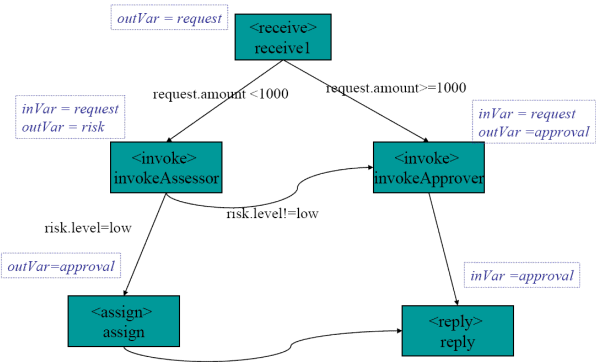 outVar = request
<receive>
receive1
request.amount <1000
request.amount>=1000
inVar = request
outVar = risk
inVar = request
outVar =approval
<invoke>
invokeAssessor
<invoke>
invokeApprover
risk.level!=low
risk.level=low
outVar=approval
inVar =approval
<assign>
assign
<reply>
reply